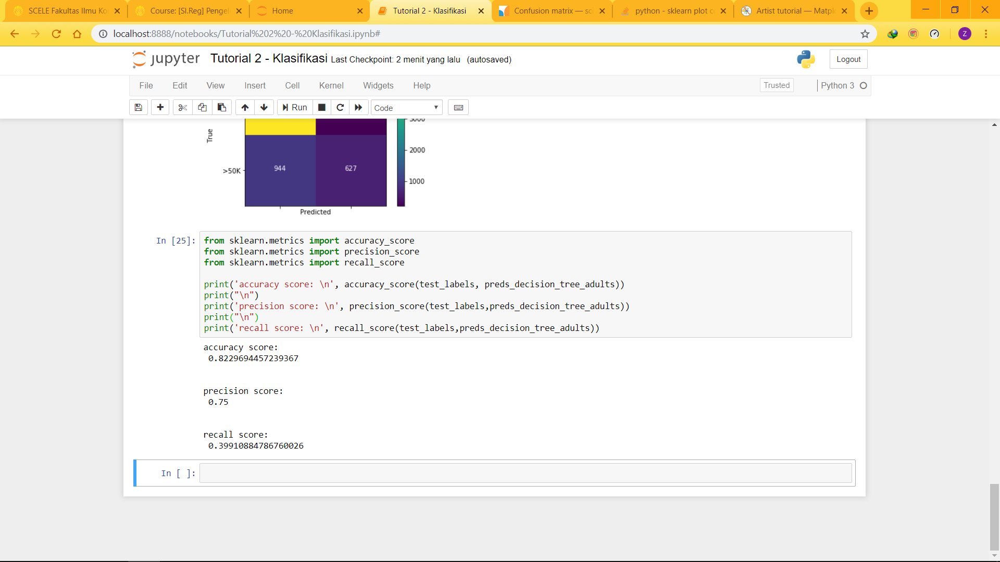 SCELE Fakultas Ilmu Ko
Course: [SI.Reg] Pengel
Home
Tutorial 2 - Klasifikasi
Confusion matrix — sc
python - sklearn plot c
Artist tutorial — Matpl
localhost:8888/notebooks/Tutorial%202%20-%20Klasifikasi.ipynb#
Z
jupyter Tutorial 2 - Klasifikasi Last Checkpoint: 2 menit yang lalu (autosaved)
Logout
File Edit View Insert Cell Kernel Widgets Help
Trusted
Python 3
Run
Code
3000
True
2000
>50K
944
627
1000
Predicted
In [25]:
from sklearn.metrics import accuracy_score
from sklearn.metrics import precision_score
from sklearn.metrics import recall_score
print('accuracy score: \n', accuracy_score(test_labels, preds_decision_tree_adults))
print("\n")
print('precision score: \n', precision_score(test_labels,preds_decision_tree_adults))
print("\n")
print('recall score: \n', recall_score(test_labels,preds_decision_tree_adults))
accuracy score:
0.8229694457239367
precision score:
0.75
recall score:
0.39910884786760026
In [ ]: